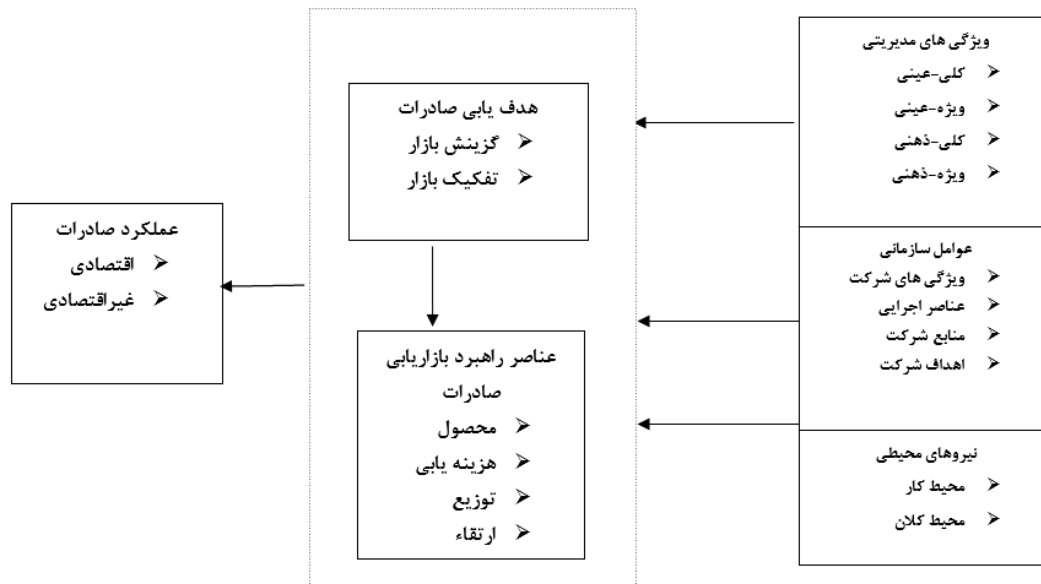 ویژگی های مدیریتی
کلی-عینی
ویژه-عینی
کلی-ذهنی
ویژه-ذهنی
عوامل سازمانی
ویژگی های شرکت
عناصر اجرایی
منابع شرکت
اهداف شرکت
نیروهای محیطی
محیط کار
محیط کلان
هدف یابی صادرات
گزینش بازار
تفکیک بازار
عناصر راهبرد بازاریابی
صادرات
محصول
هزینه یابی
توزیع
ارتقاء
عملکرد صادرات
اقتصادی
غیراقتصادی